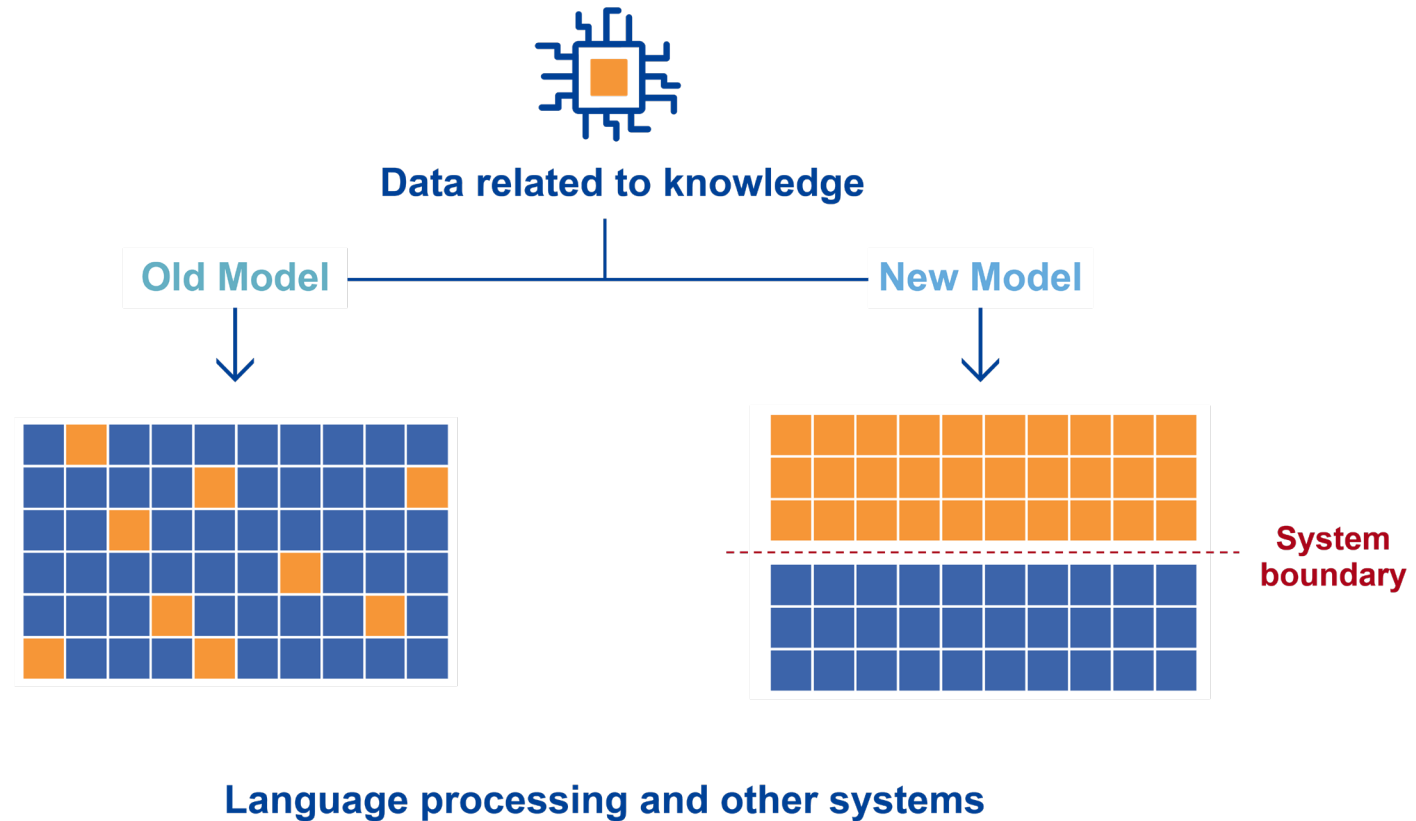 Data related to knowledge
Old Model
New Model
System
boundary
Language processing and other systems